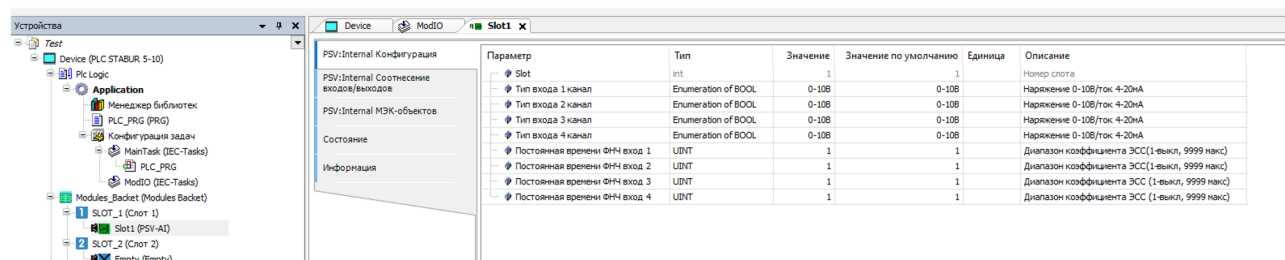 Устройства
Test
Device (PLC STABUR 5-10)
Plc Logic
Application
Менеджер библиотек
PLC_PRG (PRG)
Конфигурация задач
MainTask (IEC-Tasks)
PLC_PRG
ModIO (IEC-Tasks)
Modules_Backet (Modules Backet)
1 SLOT_1 (Слот 1)
Slot1 (PSV-AI)
2 SLOT_2 (Слот 2)
Empty (Empty)
Device ModIO Slot1
PSV:Internal Конфигурация
PSV:Internal Соотнесение
входов/выходов
PSV:Internal МЭК-объектов
Состояние
Информация
Параметр Тип Значение Значение по умолчанию Единица Описание
Slot int 1 1 Номер слота
Тип входа 1 канал Enumeration of BOOL 0-10В 0-10В Наряжение 0-10В/ток 4-20мА
Тип входа 2 канал Enumeration of BOOL 0-10В 0-10В Наряжение 0-10В/ток 4-20мА
Тип входа 3 канал Enumeration of BOOL 0-10В 0-10В Наряжение 0-10В/ток 4-20мА
Тип входа 4 канал Enumeration of BOOL 0-10В 0-10В Наряжение 0-10В/ток 4-20мА
Постоянная времени ФНЧ вход 1 UINT 1 1 Диапазон коэффициента ЭСС(1-выкл, 9999 макс)
Постоянная времени ФНЧ вход 2 UINT 1 1 Диапазон коэффициента ЭСС (1-выкл, 9999 макс)
Постоянная времени ФНЧ вход 3 UINT 1 1 Диапазон коэффициента ЭСС (1-выкл, 9999 макс)
Постоянная времени ФНЧ вход 4 UINT 1 1 Диапазон коэффициента ЭСС (1-выкл, 9999 макс)